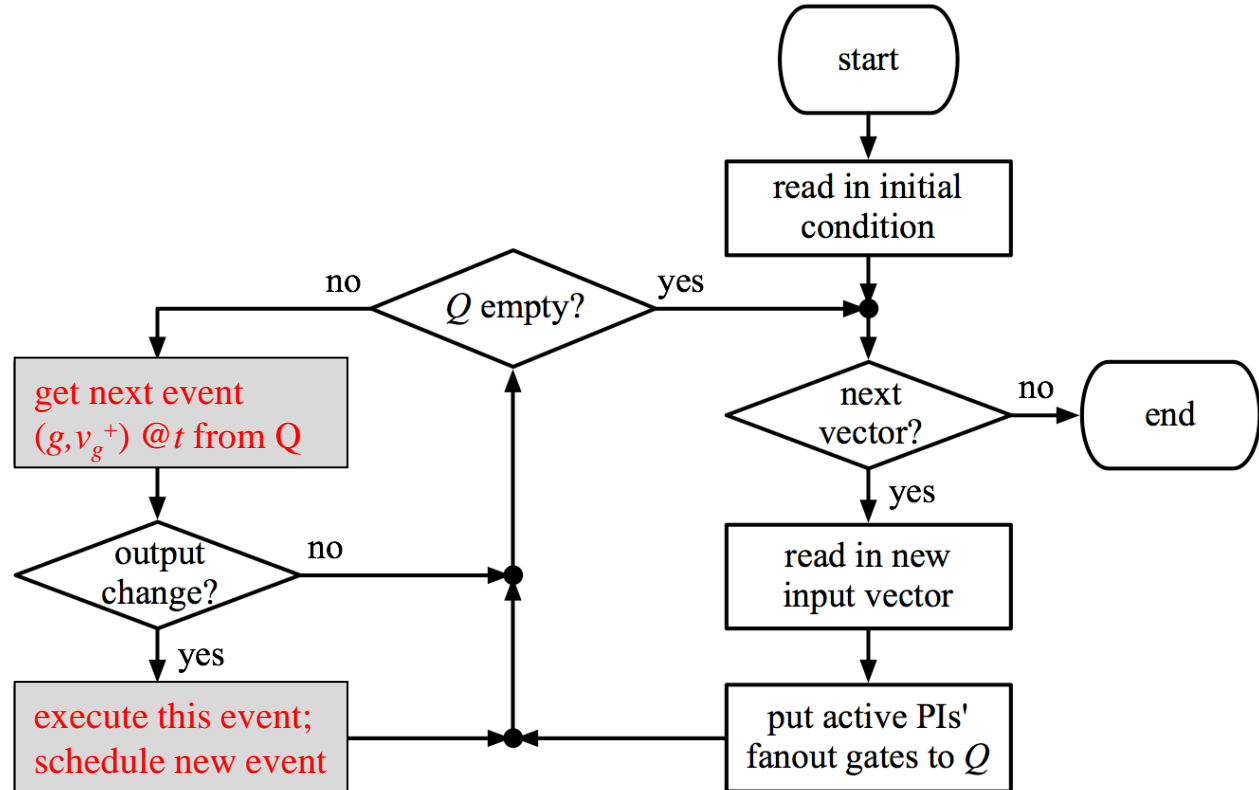 start
read in initial
condition
no
Q empty?
yes
get next event
(g,v_g^+) @t from Q
next
vector?
no
end
output
change?
no
yes
read in new
input vector
yes
execute this event;
schedule new event
put active PIs'
fanout gates to Q